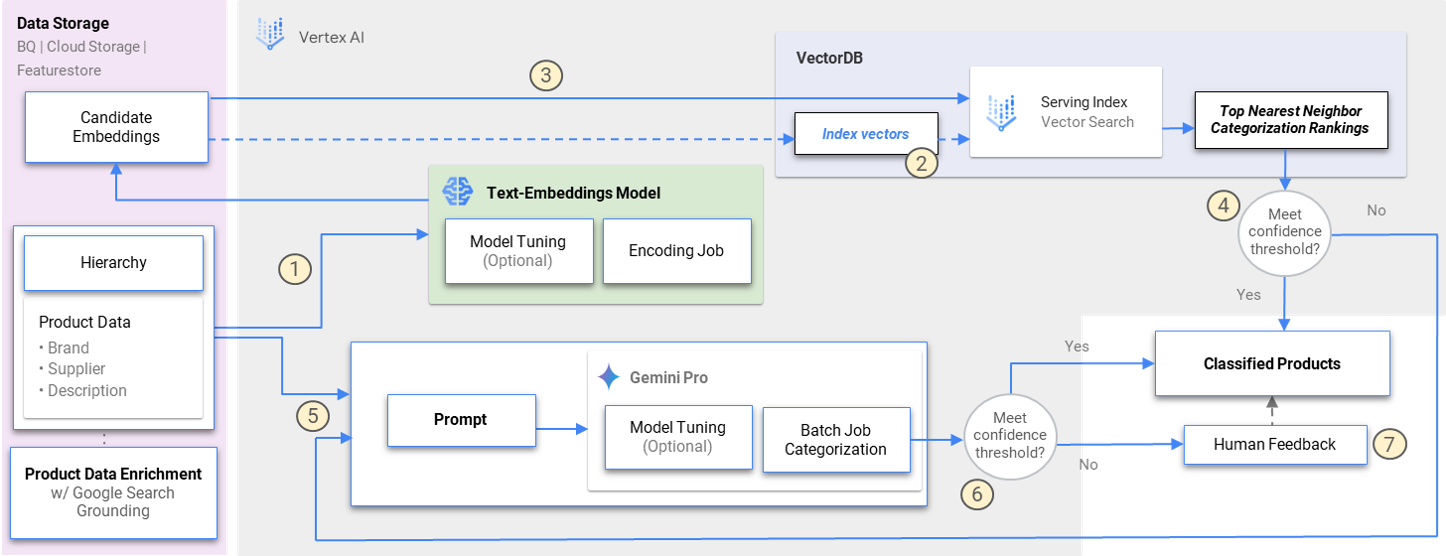 Data Storage
BQ | Cloud Storage |
Featurestore
Candidate
Embeddings
Hierarchy
Product Data
• Brand
• Supplier
• Description
Product Data Enrichment
w/ Google Search
Grounding
Vertex AI
3
VectorDB
Index vectors
2
Serving Index
Vector Search
Top Nearest Neighbor
Categorization Rankings
1
Text-Embeddings Model
Model Tuning
(Optional)
Encoding Job
4
Meet
confidence
threshold?
No
Yes
5
Prompt
Gemini Pro
Model Tuning
(Optional)
Batch Job
Categorization
Meet
confidence
threshold?
6
Yes
No
Classified Products
Human Feedback
7